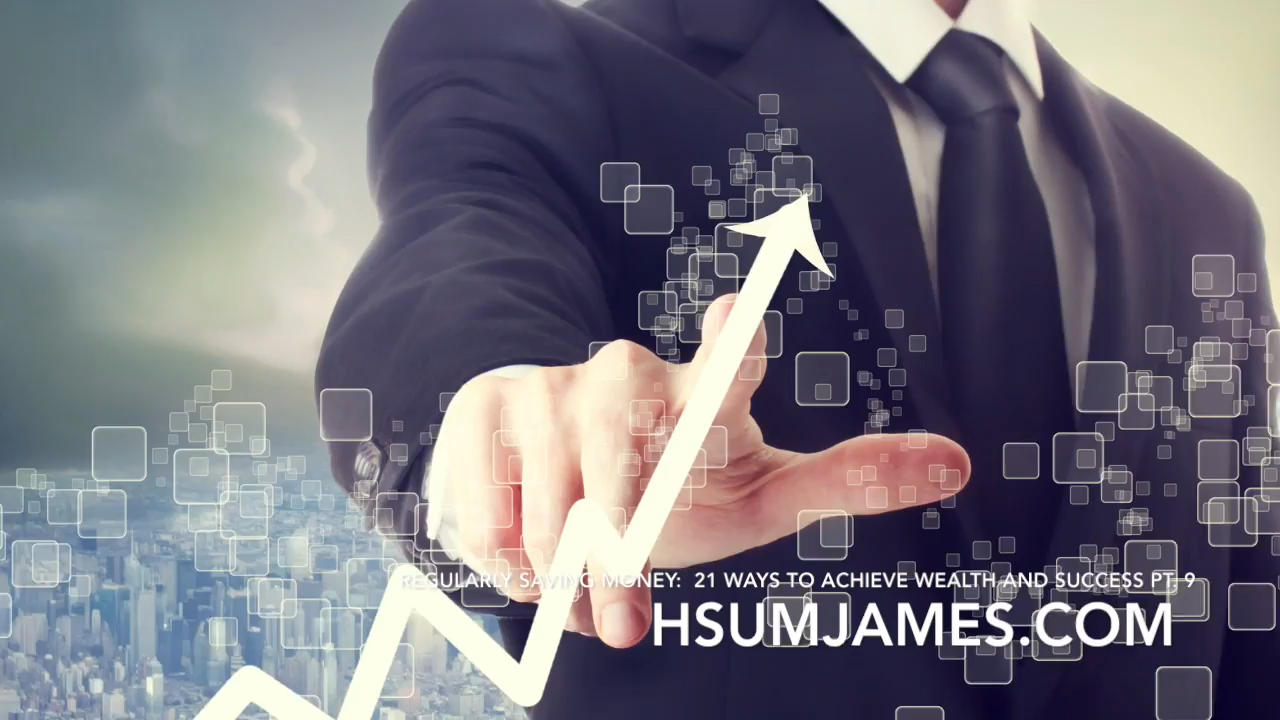 REGULARLY SAVING MONEY: 21 WAYS TO ACHIEVE WEALTH AND SUCCESS PT. 9
HSUMJAMES.COM